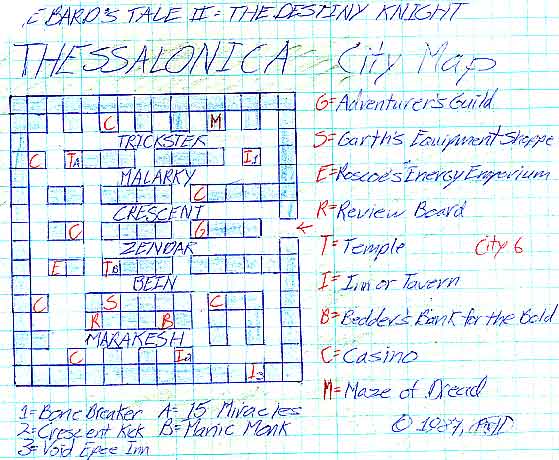 BARD'S TALE II: THE DESTINY KNIGHT
THESSALONICA City Map
C M
TRICKSTER
C TA I1
MALARKY
C
CRESCENT
C G
ZENDAR
E TB
BEIN
C S C
R B
MARAKESH
C I2
I3
G=Adventurer's Guild
S=Garth's Equipment Shoppe
E=Roscoe's Energy Emporium
R=Review Board
T=Temple City 6
I=Inn or Tavern
B=Bedder's Bank for the Bold
C=Casino
M=Maze of Dread
1=Bone Breaker A=15 Miracles
2=Crescent Kick B=Manic Monk
3=Void Epee Inn
© 1987,